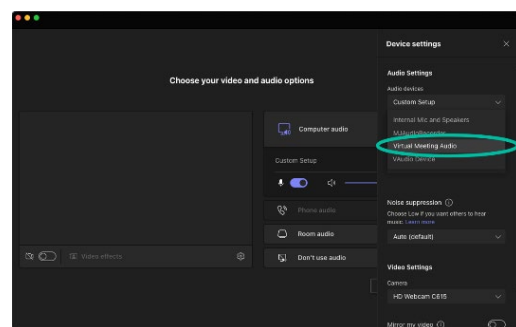 Device settings
Choose your video and audio options
Audio Settings
Audio devices
Custom Setup
Internal Mic and Speakers
Virtual Meeting Audio
VAudio Device
Computer audio
Custom Setup
Phone audio
Room audio
Don't use audio
Video effects
Noise suppression
Choose Low if you want others to hear
music. Learn more
Auto (default)
Video Settings
Camera
HD Webcam C615
Mirror my video